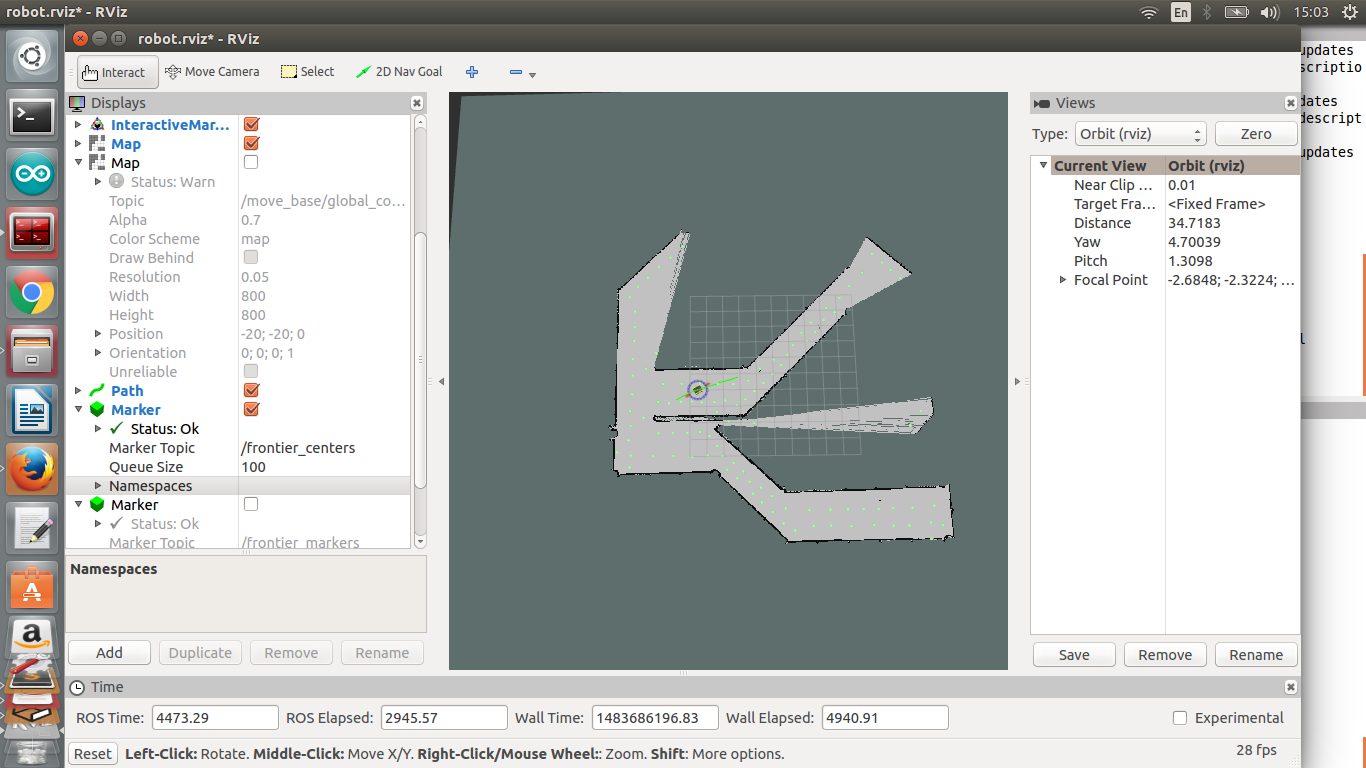 robot.rviz* - RViz
En
15:03
robot.rviz* - RViz
Interact
Move Camera
Select
2D Nav Goal
Displays
InteractiveMar...
Map
Map
Status: Warn
Topic /move_base/global_co...
Alpha 0.7
Color Scheme map
Draw Behind
Resolution 0.05
Width 800
Height 800
Position -20; -20; 0
Orientation 0; 0; 0; 1
Unreliable
Path
Marker
Status: Ok
Marker Topic /frontier_centers
Queue Size 100
Namespaces
Marker
Status: Ok
Marker Topic /frontier_markers
Namespaces
Add Duplicate Remove Rename
Views
Type: Orbit (rviz) Zero
Current View Orbit (rviz)
Near Clip ... 0.01
Target Fra... <Fixed Frame>
Distance 34.7183
Yaw 4.70039
Pitch 1.3098
Focal Point -2.6848; -2.3224; ...
Save Remove Rename
updates
scriptio
dates
descript
updates
Time
ROS Time: 4473.29 ROS Elapsed: 2945.57 Wall Time: 1483686196.83 Wall Elapsed: 4940.91 Experimental
Reset Left-Click: Rotate. Middle-Click: Move X/Y. Right-Click/Mouse Wheel:: Zoom. Shift: More options. 28 fps